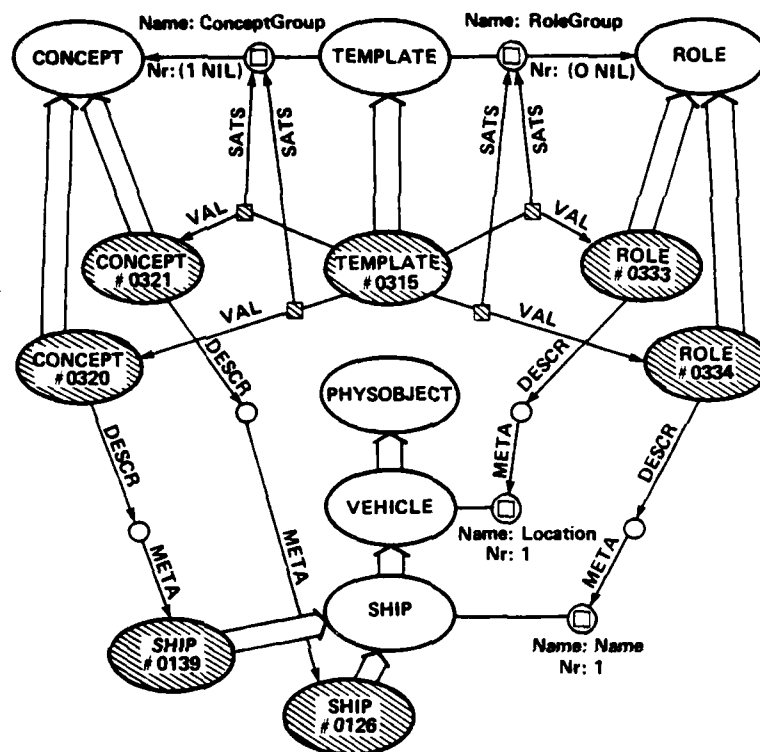 Name: ConceptGroup
Name: RoleGroup
CONCEPT
TEMPLATE
ROLE
Nr: (1 NIL)
Nr: (0 NIL)
SATS
SATS
SATS
SATS
VAL
VAL
CONCEPT
# 0321
TEMPLATE
# 0315
ROLE
# 0333
VAL
VAL
CONCEPT
# 0320
ROLE
# 0334
DESCR
DESCR
PHYSOBJECT
DESCR
DESCR
META
VEHICLE
Name: Location
Nr: 1
META
META
META
SHIP
SHIP
# 0139
Name: Name
Nr: 1
SHIP
# 0126